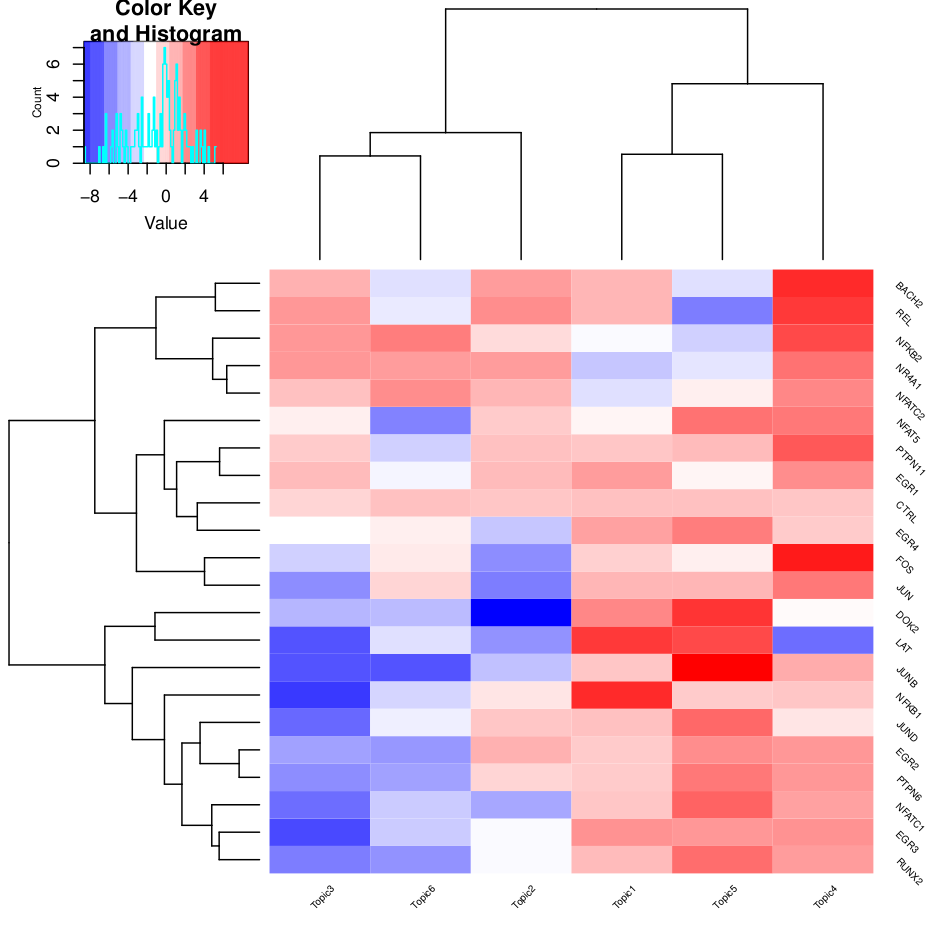 Color Key
and Histogram
Count
0 2 4 6
−8 −4 0 4
Value
BACH2
REL
NFKB2
NR4A1
NFATC2
NFAT5
PTPN11
EGR1
CTRL
EGR4
FOS
JUN
DOK2
LAT
JUNB
NFKB1
JUND
EGR2
PTPN6
NFATC1
EGR3
RUNX2
Topic3 Topic6 Topic2 Topic1 Topic5 Topic4